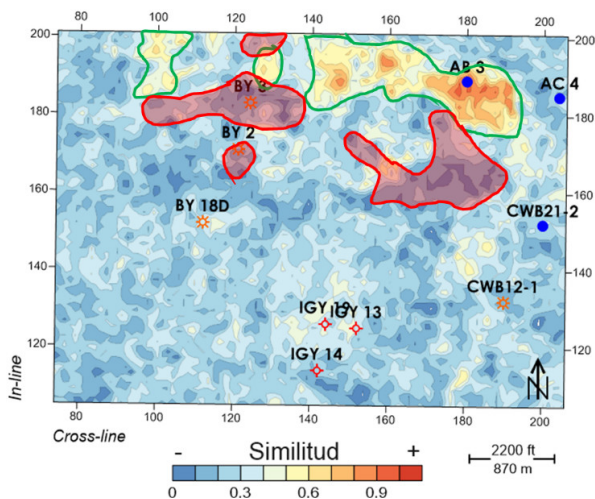 80 100 120 140 160 180 200
200 200
AB 3
BY 3 AC 4
180 180
BY 2
160 160
BY 18D CWB21-2
140 140
CWB12-1
IGY 13
120 120
IGY 14
In-line
N
80 100 120 140 160 180 200
Cross-line
- Similitud + 2200 ft
870 m
0 0.3 0.6 0.9